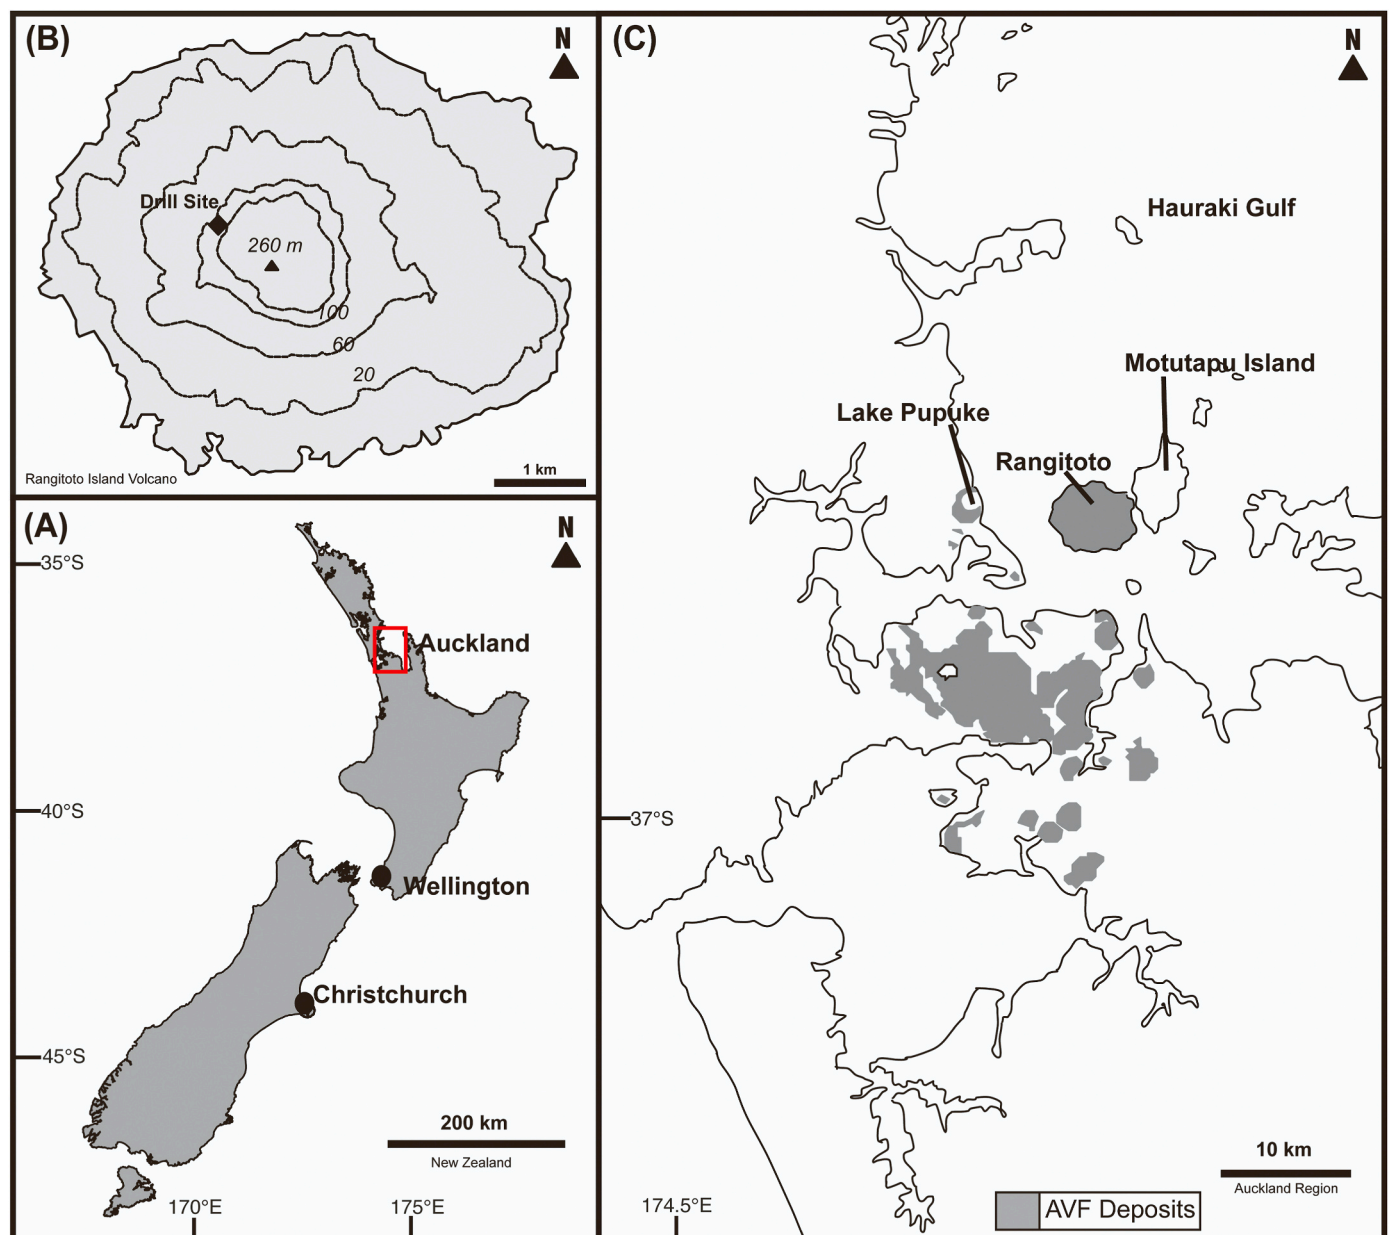 (B)
N
Drill Site
260 m
100
60
20
Rangitoto Island Volcano
1 km
(A)
N
35°S
Auckland
40°S
Wellington
Christchurch
45°S
200 km
New Zealand
170°E
175°E
(C)
N
Hauraki Gulf
Motutapu Island
Lake Pupuke
Rangitoto
37°S
10 km
Auckland Region
174.5°E
AVF Deposits